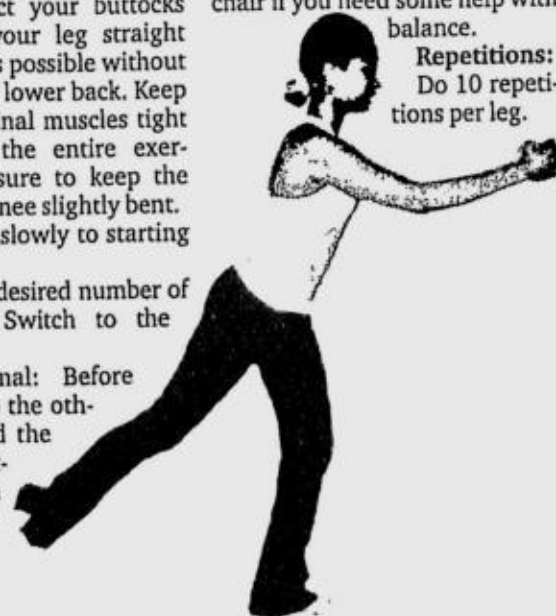 ct your buttocks
your leg straight
s possible without
lower back. Keep
nal muscles tight
the entire exer-
sure to keep the
nee slightly bent.
slowly to starting
desired number of
Switch to the
nal: Before
the oth-
d the
chair if you need some help with
balance.
Repetitions:
Do 10 repeti-
tions per leg.